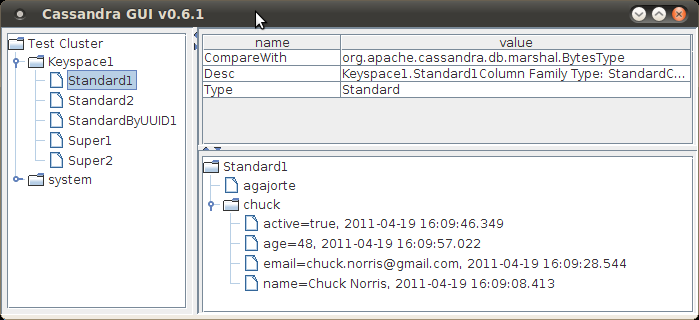 Cassandra GUI v0.6.1
Test Cluster
Keyspace1
Standard1
Standard2
StandardByUUID1
Super1
Super2
system
name value
CompareWith org.apache.cassandra.db.marshal.BytesType
Desc Keyspace1.Standard1Column Family Type: StandardC...
Type Standard
Standard1
agajorte
chuck
active=true, 2011-04-19 16:09:46.349
age=48, 2011-04-19 16:09:57.022
email=chuck.norris@gmail.com, 2011-04-19 16:09:28.544
name=Chuck Norris, 2011-04-19 16:09:08.413